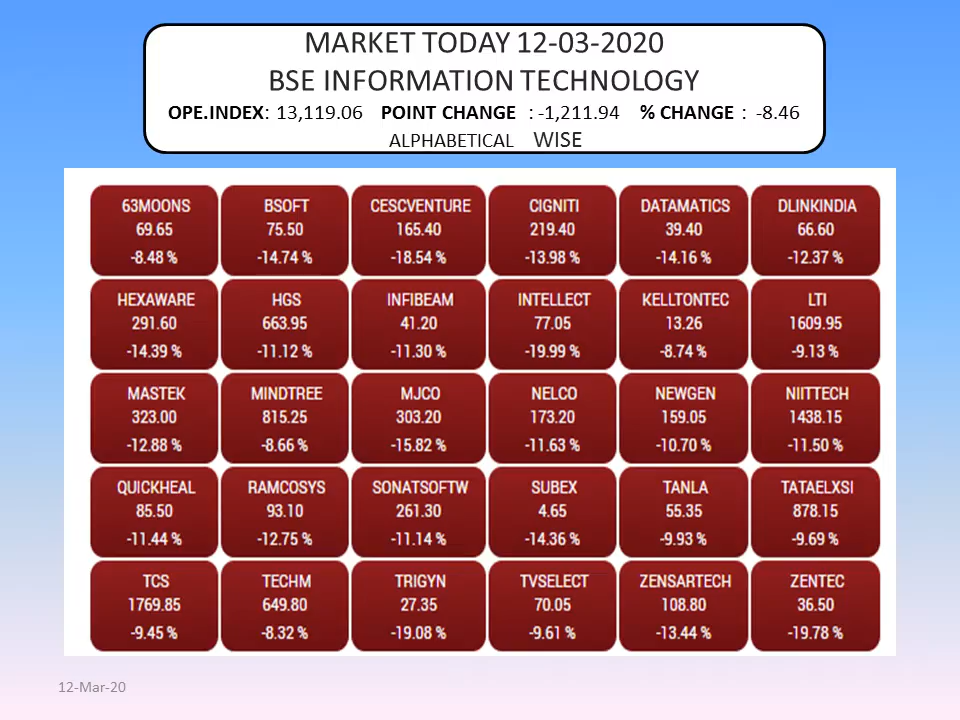 MARKET TODAY 12-03-2020
BSE INFORMATION TECHNOLOGY
OPE.INDEX: 13,119.06 POINT CHANGE : -1,211.94 % CHANGE : -8.46
ALPHABETICAL WISE
63MOONS BSOFT CESCVENTURE CIGNITI DATAMATICS DLINKINDIA
69.65 75.50 165.40 219.40 39.40 66.60
-8.48 % -14.74 % -18.54 % -13.98 % -14.16 % -12.37 %
HEXAWARE HGS INFIBEAM INTELLECT KELLTONTEC LTI
291.60 663.95 41.20 77.05 13.26 1609.95
-14.39 % -11.12 % -11.30 % -19.99 % -8.74 % -9.13 %
MASTEK MINDTREE MJCO NELCO NEWGEN NIITTECH
323.00 815.25 303.20 173.20 159.05 1438.15
-12.88 % -8.66 % -15.82 % -11.63 % -10.70 % -11.50 %
QUICKHEAL RAMCOSYS SONATSOFTW SUBEX TANLA TATAELXSI
85.50 93.10 261.30 4.65 55.35 878.15
-11.44 % -12.75 % -11.14 % -14.36 % -9.93 % -9.69 %
TCS TECHM TRIGYN TVSELECT ZENSARTECH ZENTEC
1769.85 649.80 27.35 70.05 108.80 36.50
-9.45 % -8.32 % -19.08 % -9.61 % -13.44 % -19.78 %
12-Mar-20